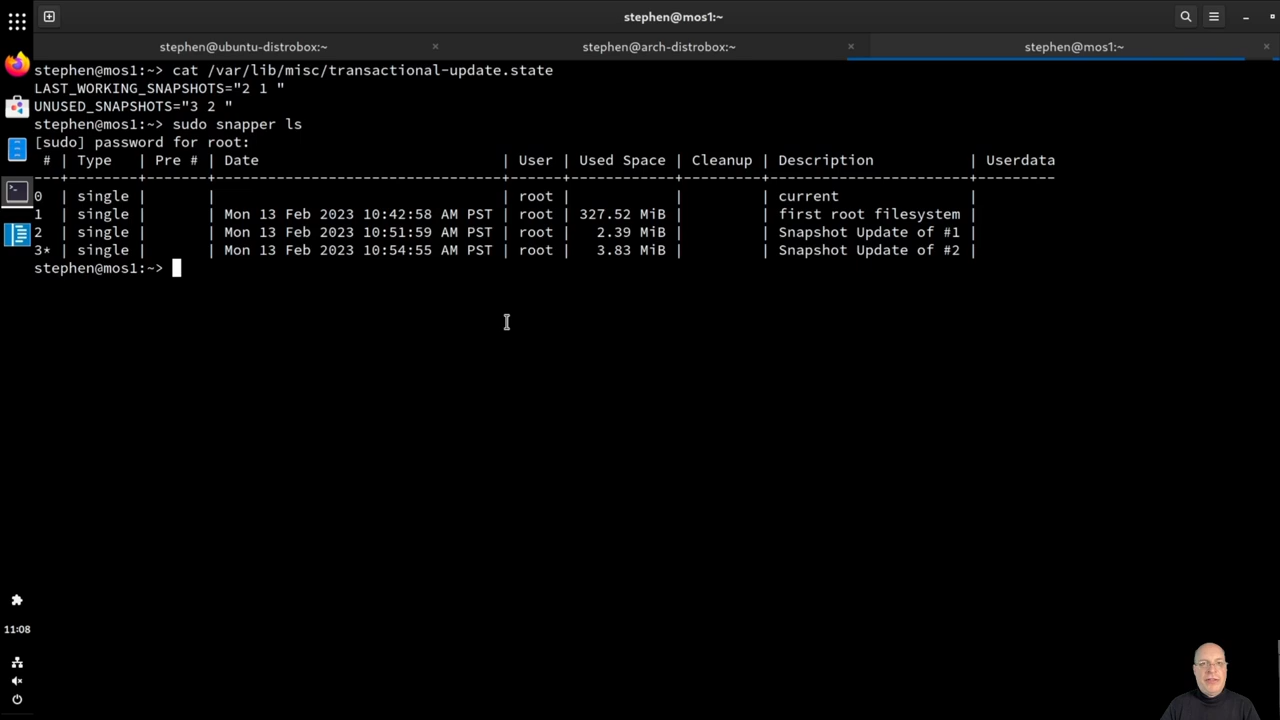 stephen@mos1:~
stephen@ubuntu-distrobox:~ × stephen@arch-distrobox:~ × stephen@mos1:~ ×
stephen@mos1:~> cat /var/lib/misc/transactional-update.state
LAST_WORKING_SNAPSHOTS="2 1 "
UNUSED_SNAPSHOTS="3 2 "
stephen@mos1:~> sudo snapper ls
[sudo] password for root:
 # | Type | Pre # | Date | User | Used Space | Cleanup | Description | Userdata
---+--------+-------+---------------------------------+------+------------+---------+-----------------------+---------
0 | single | | | root | | | current |
1 | single | | Mon 13 Feb 2023 10:42:58 AM PST | root | 327.52 MiB | | first root filesystem |
2 | single | | Mon 13 Feb 2023 10:51:59 AM PST | root | 2.39 MiB | | Snapshot Update of #1 |
3* | single | | Mon 13 Feb 2023 10:54:55 AM PST | root | 3.83 MiB | | Snapshot Update of #2 |
stephen@mos1:~>
11:08